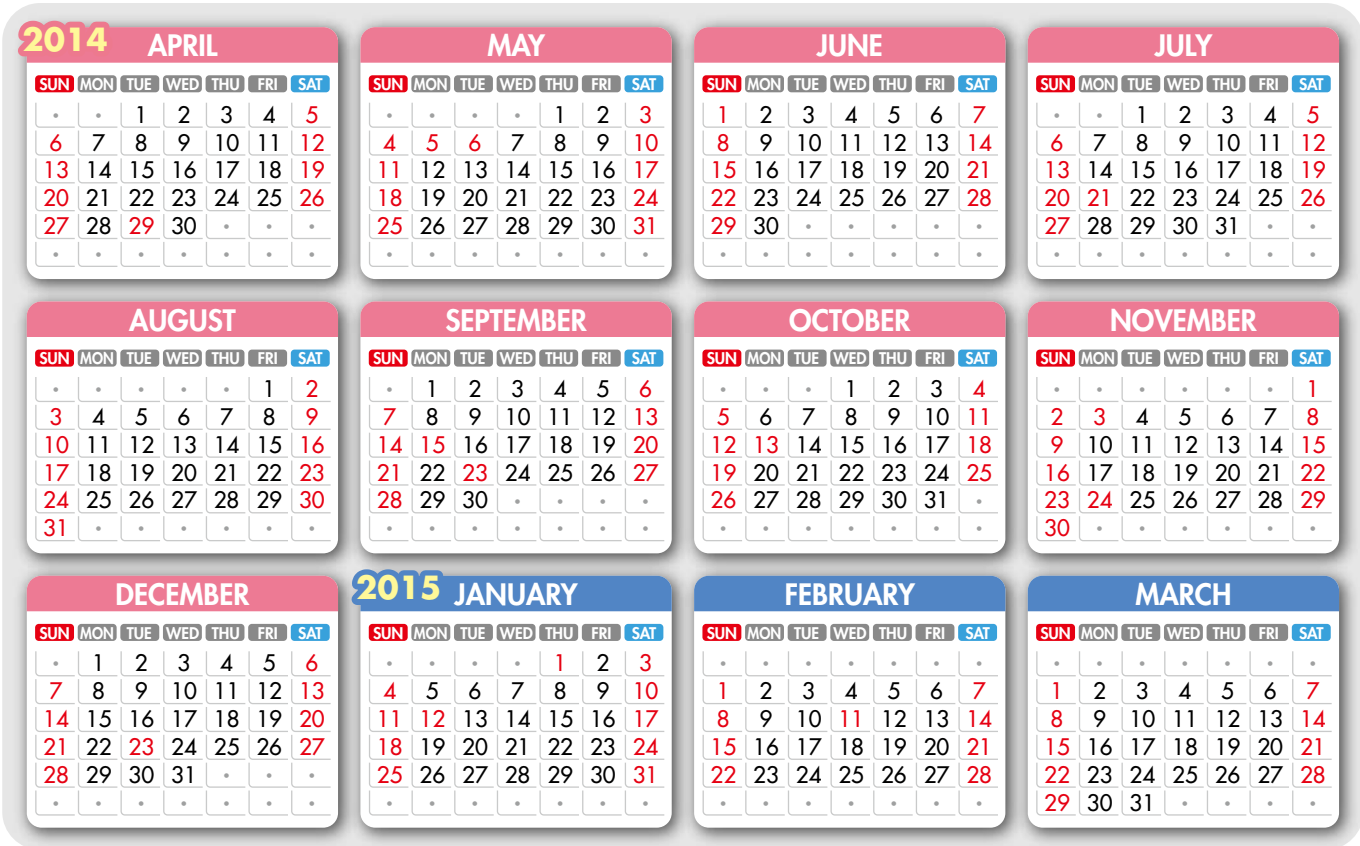 2014 APRIL
SUN MON TUE WED THU FRI SAT
1 2 3 4 5
6 7 8 9 10 11 12
13 14 15 16 17 18 19
20 21 22 23 24 25 26
27 28 29 30
MAY
SUN MON TUE WED THU FRI SAT
1 2 3
4 5 6 7 8 9 10
11 12 13 14 15 16 17
18 19 20 21 22 23 24
25 26 27 28 29 30 31
JUNE
SUN MON TUE WED THU FRI SAT
1 2 3 4 5 6 7
8 9 10 11 12 13 14
15 16 17 18 19 20 21
22 23 24 25 26 27 28
29 30
JULY
SUN MON TUE WED THU FRI SAT
1 2 3 4 5
6 7 8 9 10 11 12
13 14 15 16 17 18 19
20 21 22 23 24 25 26
27 28 29 30 31
AUGUST
SUN MON TUE WED THU FRI SAT
1 2
3 4 5 6 7 8 9
10 11 12 13 14 15 16
17 18 19 20 21 22 23
24 25 26 27 28 29 30
31
SEPTEMBER
SUN MON TUE WED THU FRI SAT
1 2 3 4 5 6
7 8 9 10 11 12 13
14 15 16 17 18 19 20
21 22 23 24 25 26 27
28 29 30
OCTOBER
SUN MON TUE WED THU FRI SAT
1 2 3 4
5 6 7 8 9 10 11
12 13 14 15 16 17 18
19 20 21 22 23 24 25
26 27 28 29 30 31
NOVEMBER
SUN MON TUE WED THU FRI SAT
1
2 3 4 5 6 7 8
9 10 11 12 13 14 15
16 17 18 19 20 21 22
23 24 25 26 27 28 29
30
DECEMBER
SUN MON TUE WED THU FRI SAT
1 2 3 4 5 6
7 8 9 10 11 12 13
14 15 16 17 18 19 20
21 22 23 24 25 26 27
28 29 30 31
2015 JANUARY
SUN MON TUE WED THU FRI SAT
1 2 3
4 5 6 7 8 9 10
11 12 13 14 15 16 17
18 19 20 21 22 23 24
25 26 27 28 29 30 31
FEBRUARY
SUN MON TUE WED THU FRI SAT
1 2 3 4 5 6 7
8 9 10 11 12 13 14
15 16 17 18 19 20 21
22 23 24 25 26 27 28
MARCH
SUN MON TUE WED THU FRI SAT
1 2 3 4 5 6 7
8 9 10 11 12 13 14
15 16 17 18 19 20 21
22 23 24 25 26 27 28
29 30 31